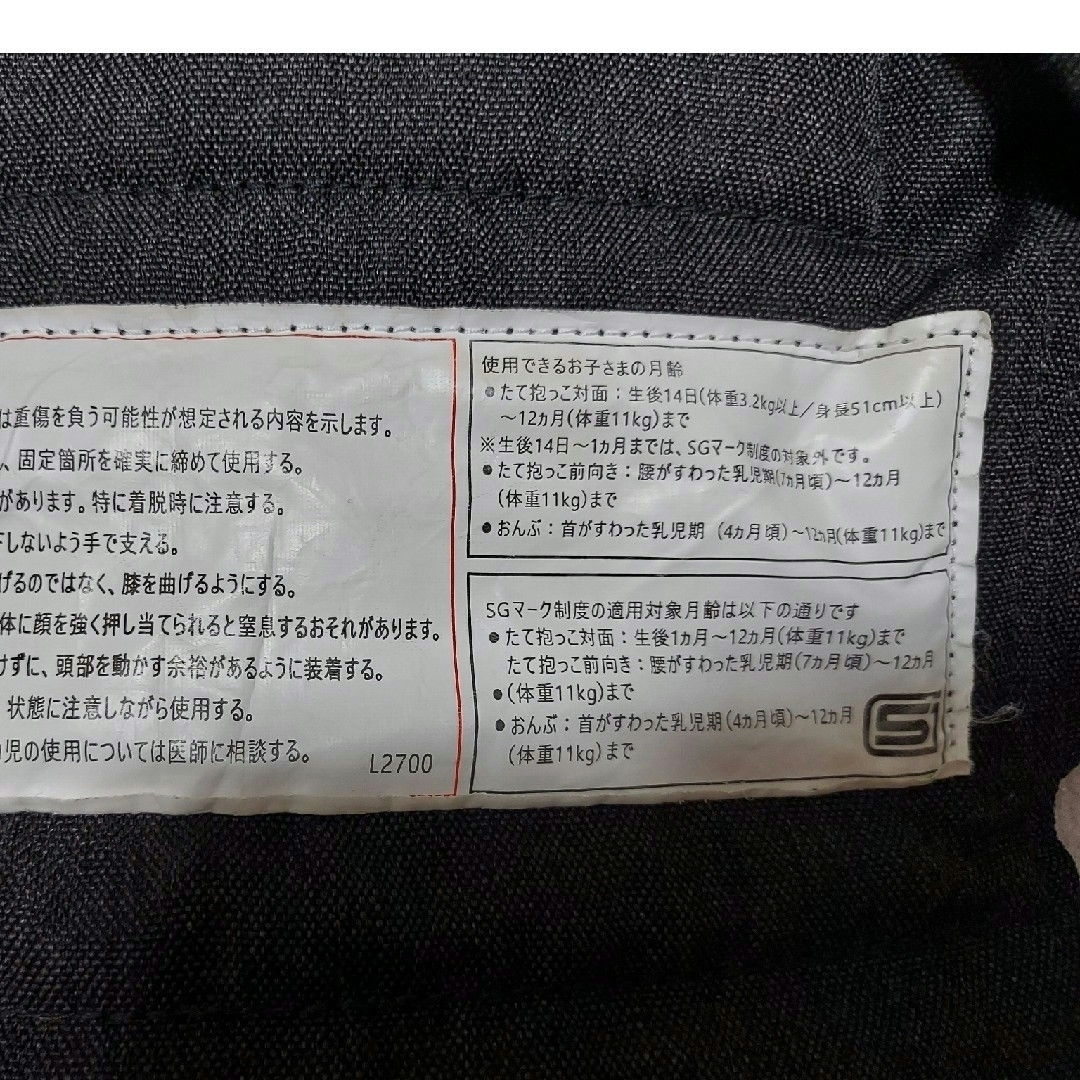 は重傷を負う可能性が想定される内容を示します。
、固定箇所を確実に締めて使用する。
があります。特に着脱時に注意する。
しないよう手で支える。
げるのではなく、膝を曲げるようにする。
体に顔を強く押し当てられると窒息するおそれがあります。
けずに、頭部を動かす余裕があるように装着する。
状態に注意しながら使用する。
児の使用については医師に相談する。
L2700
使用できるお子さまの月齢
●たて抱っこ対面：生後14日(体重3.2kg以上／身長51cm以上)
～12カ月(体重11kg)まで
※生後14日～1カ月までは、SGマーク制度の対象外です。
●たて抱っこ前向き：腰がすわった乳児期(7カ月頃)～12カ月
(体重11kg)まで
●おんぶ：首がすわった乳児期（4カ月頃)～12カ月(体重11kg)まで
SGマーク制度の適用対象月齢は以下の通りです
●たて抱っこ対面：生後1カ月～12カ月(体重11kg)まで
たて抱っこ前向き：腰がすわった乳児期(7カ月頃)～12カ月
●(体重11kg)まで
●おんぶ：首がすわった乳児期(4カ月頃)～12カ月
(体重11kg)まで